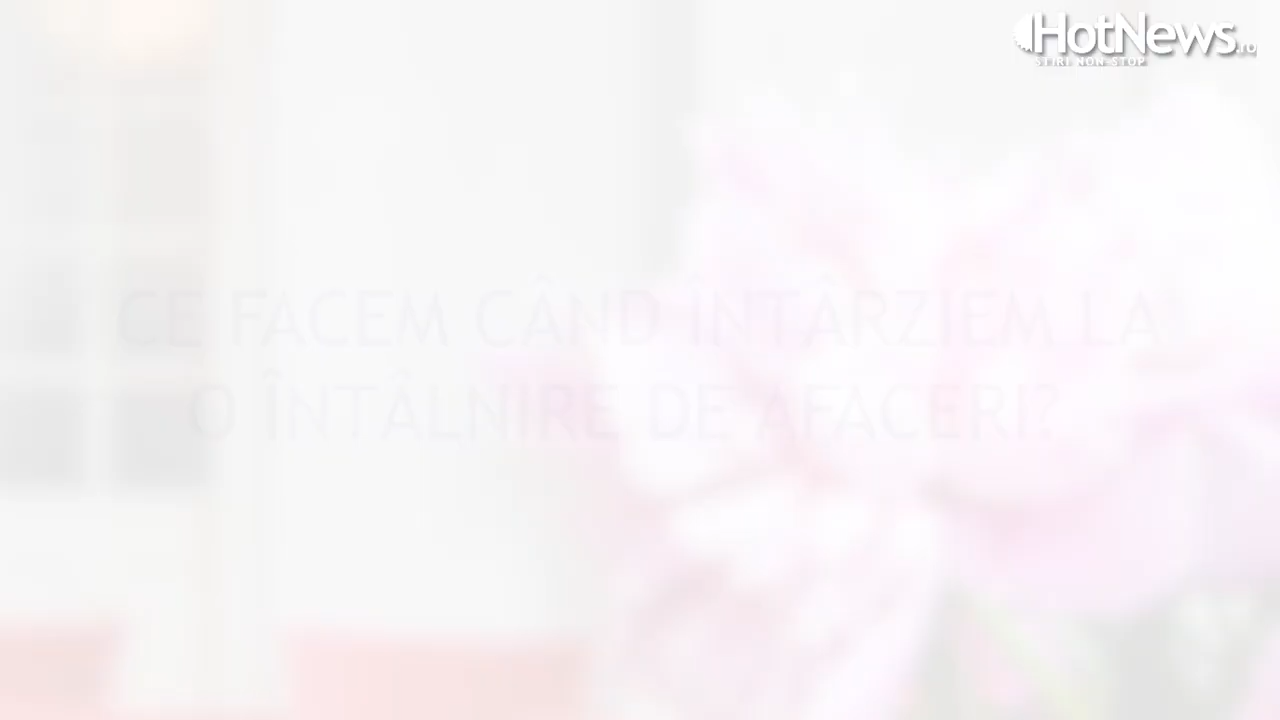 HotNews.ro
STIRI NON-STOP
CE FACEM CÂND ÎNTÂRZIEM LA
O ÎNTÂLNIRE DE AFACERI?